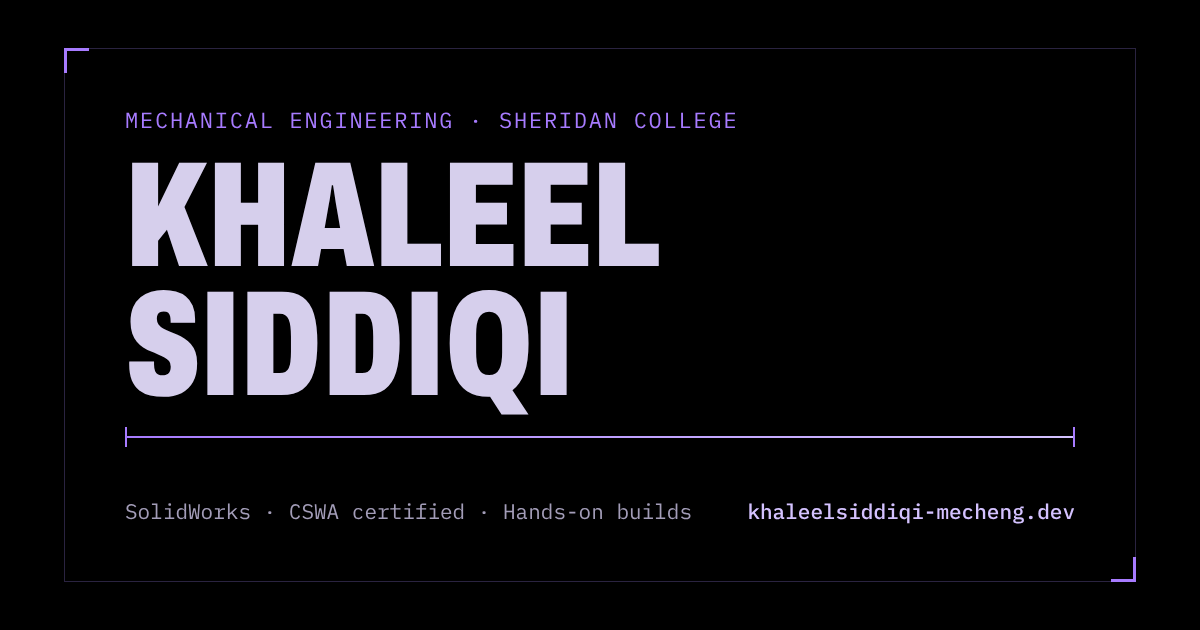 MECHANICAL ENGINEERING · SHERIDAN COLLEGE
KHALEEL
SIDDIQI
SolidWorks · CSWA certified · Hands-on builds khaleelsiddiqi-mecheng.dev